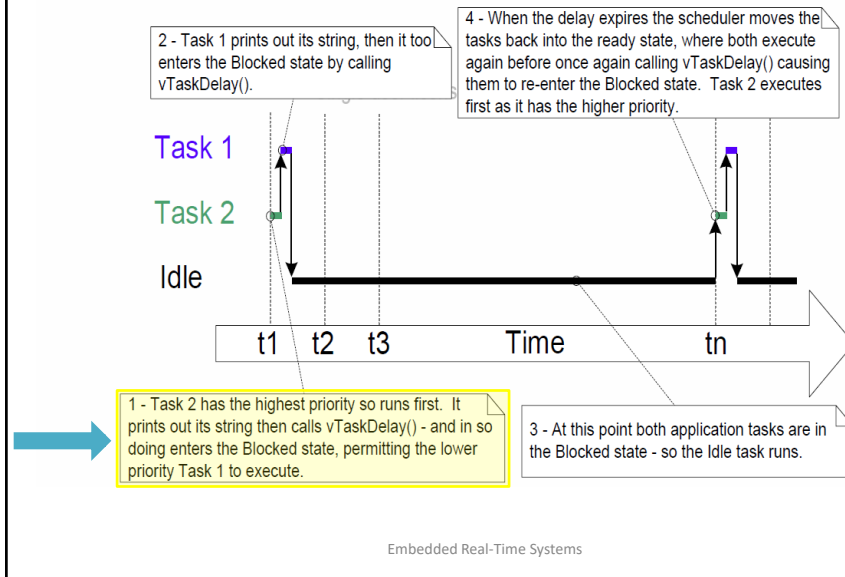 2 - Task 1 prints out its string, then it too
enters the Blocked state by calling
vTaskDelay().
4 - When the delay expires the scheduler moves the
tasks back into the ready state, where both execute
again before once again calling vTaskDelay() causing
them to re-enter the Blocked state.  Task 2 executes
first as it has the higher priority.
Task 1
Task 2
Idle
t1 t2 t3 Time tn
1 - Task 2 has the highest priority so runs first.  It
prints out its string then calls vTaskDelay() - and in so
doing enters the Blocked state, permitting the lower
priority Task 1 to execute.
3 - At this point both application tasks are in
the Blocked state - so the Idle task runs.
Embedded Real-Time Systems